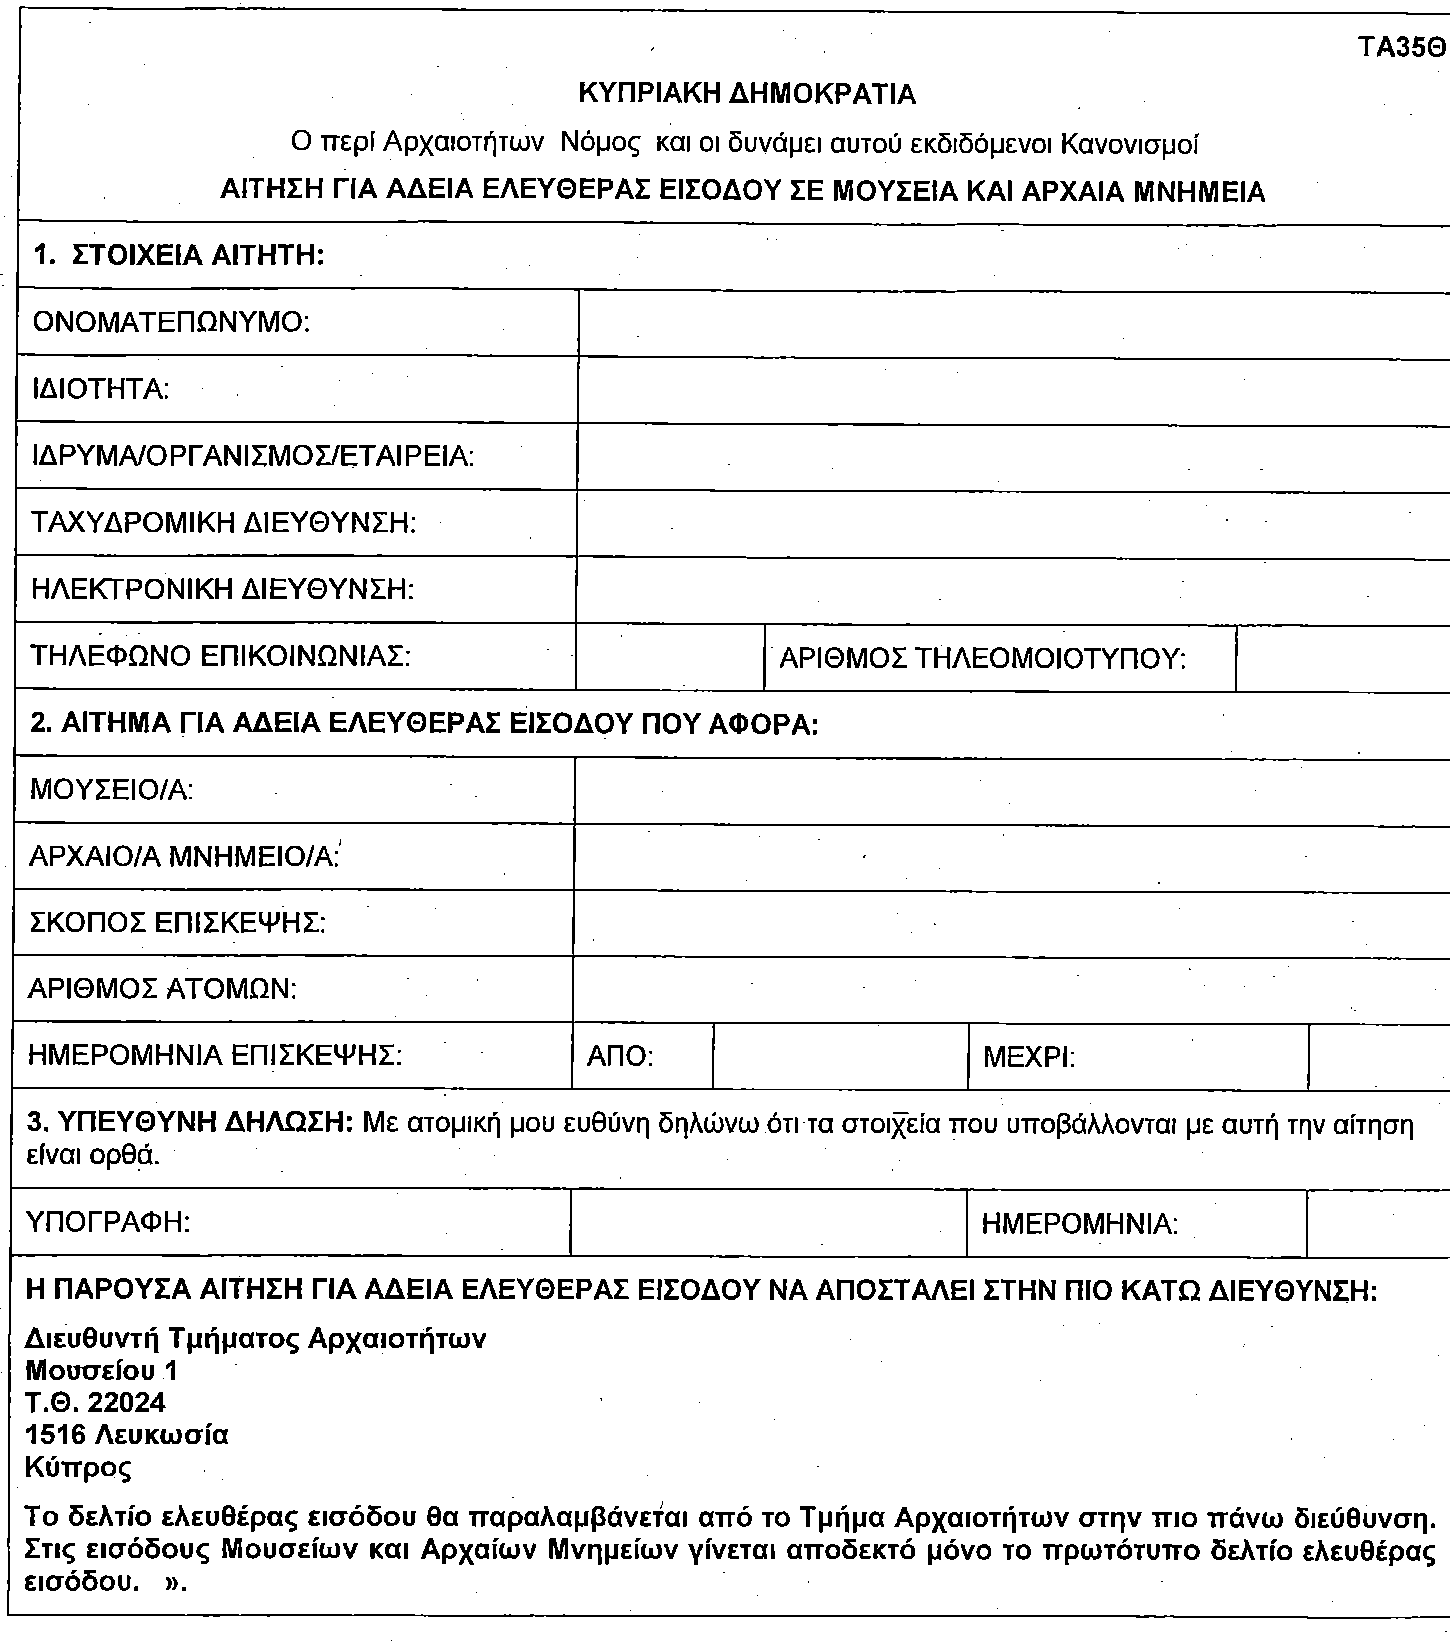 ΤΑ35Θ
ΚΥΠΡΙΑΚΗ ΔΗΜΟΚΡΑΤΙΑ
Ο περί Αρχαιοτήτων Νόμος και οι δυνάμει αυτού εκδιδόμενοι Κανονισμοί
ΑΙΤΗΣΗ ΓΙΑ ΑΔΕΙΑ ΕΛΕΥΘΕΡΑΣ ΕΙΣΟΔΟΥ ΣΕ ΜΟΥΣΕΙΑ ΚΑΙ ΑΡΧΑΙΑ ΜΝΗΜΕΙΑ
1. ΣΤΟΙΧΕΙΑ ΑΙΤΗΤΗ:
ΟΝΟΜΑΤΕΠΩΝΥΜΟ:
ΙΔΙΟΤΗΤΑ:
ΙΔΡΥΜΑ/ΟΡΓΑΝΙΣΜΟΣ/ΕΤΑΙΡΕΙΑ:
ΤΑΧΥΔΡΟΜΙΚΗ ΔΙΕΥΘΥΝΣΗ:
ΗΛΕΚΤΡΟΝΙΚΗ ΔΙΕΥΘΥΝΣΗ:
ΤΗΛΕΦΩΝΟ ΕΠΙΚΟΙΝΩΝΙΑΣ: ΑΡΙΘΜΟΣ ΤΗΛΕΟΜΟΙΟΤΥΠΟΥ:
2. ΑΙΤΗΜΑ ΓΙΑ ΑΔΕΙΑ ΕΛΕΥΘΕΡΑΣ ΕΙΣΟΔΟΥ ΠΟΥ ΑΦΟΡΑ:
ΜΟΥΣΕΙΟ/Α:
ΑΡΧΑΙΟ/Α ΜΝΗΜΕΙΟ/Α:
ΣΚΟΠΟΣ ΕΠΙΣΚΕΨΗΣ:
ΑΡΙΘΜΟΣ ΑΤΟΜΩΝ:
ΗΜΕΡΟΜΗΝΙΑ ΕΠΙΣΚΕΨΗΣ: ΑΠΟ: ΜΕΧΡΙ:
3. ΥΠΕΥΘΥΝΗ ΔΗΛΩΣΗ: Με ατομική μου ευθύνη δηλώνω ότι τα στοιχεία που υποβάλλονται με αυτή την αίτηση
είναι ορθά.
ΥΠΟΓΡΑΦΗ: ΗΜΕΡΟΜΗΝΙΑ:
Η ΠΑΡΟΥΣΑ ΑΙΤΗΣΗ ΓΙΑ ΑΔΕΙΑ ΕΛΕΥΘΕΡΑΣ ΕΙΣΟΔΟΥ ΝΑ ΑΠΟΣΤΑΛΕΙ ΣΤΗΝ ΠΙΟ ΚΑΤΩ ΔΙΕΥΘΥΝΣΗ:
Διευθυντή Τμήματος Αρχαιοτήτων
Μουσείου 1
Τ.Θ. 22024
1516 Λευκωσία
Κύπρος
Το δελτίο ελευθέρας εισόδου θα παραλαμβάνεται από το Τμήμα Αρχαιοτήτων στην πιο πάνω διεύθυνση.
Στις εισόδους Μουσείων και Αρχαίων Μνημείων γίνεται αποδεκτό μόνο το πρωτότυπο δελτίο ελευθέρας
εισόδου. ».